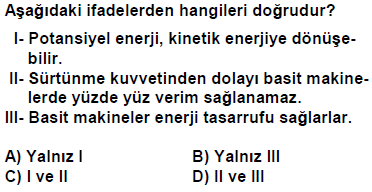 Aşağıdaki ifadelerden hangileri doğrudur?
I- Potansiyel enerji, kinetik enerjiye dönüşe-
bilir.
II- Sürtünme kuvvetinden dolayı basit makine-
lerde yüzde yüz verim sağlanamaz.
III- Basit makineler enerji tasarrufu sağlarlar.
A) Yalnız I B) Yalnız III
C) I ve II D) II ve III